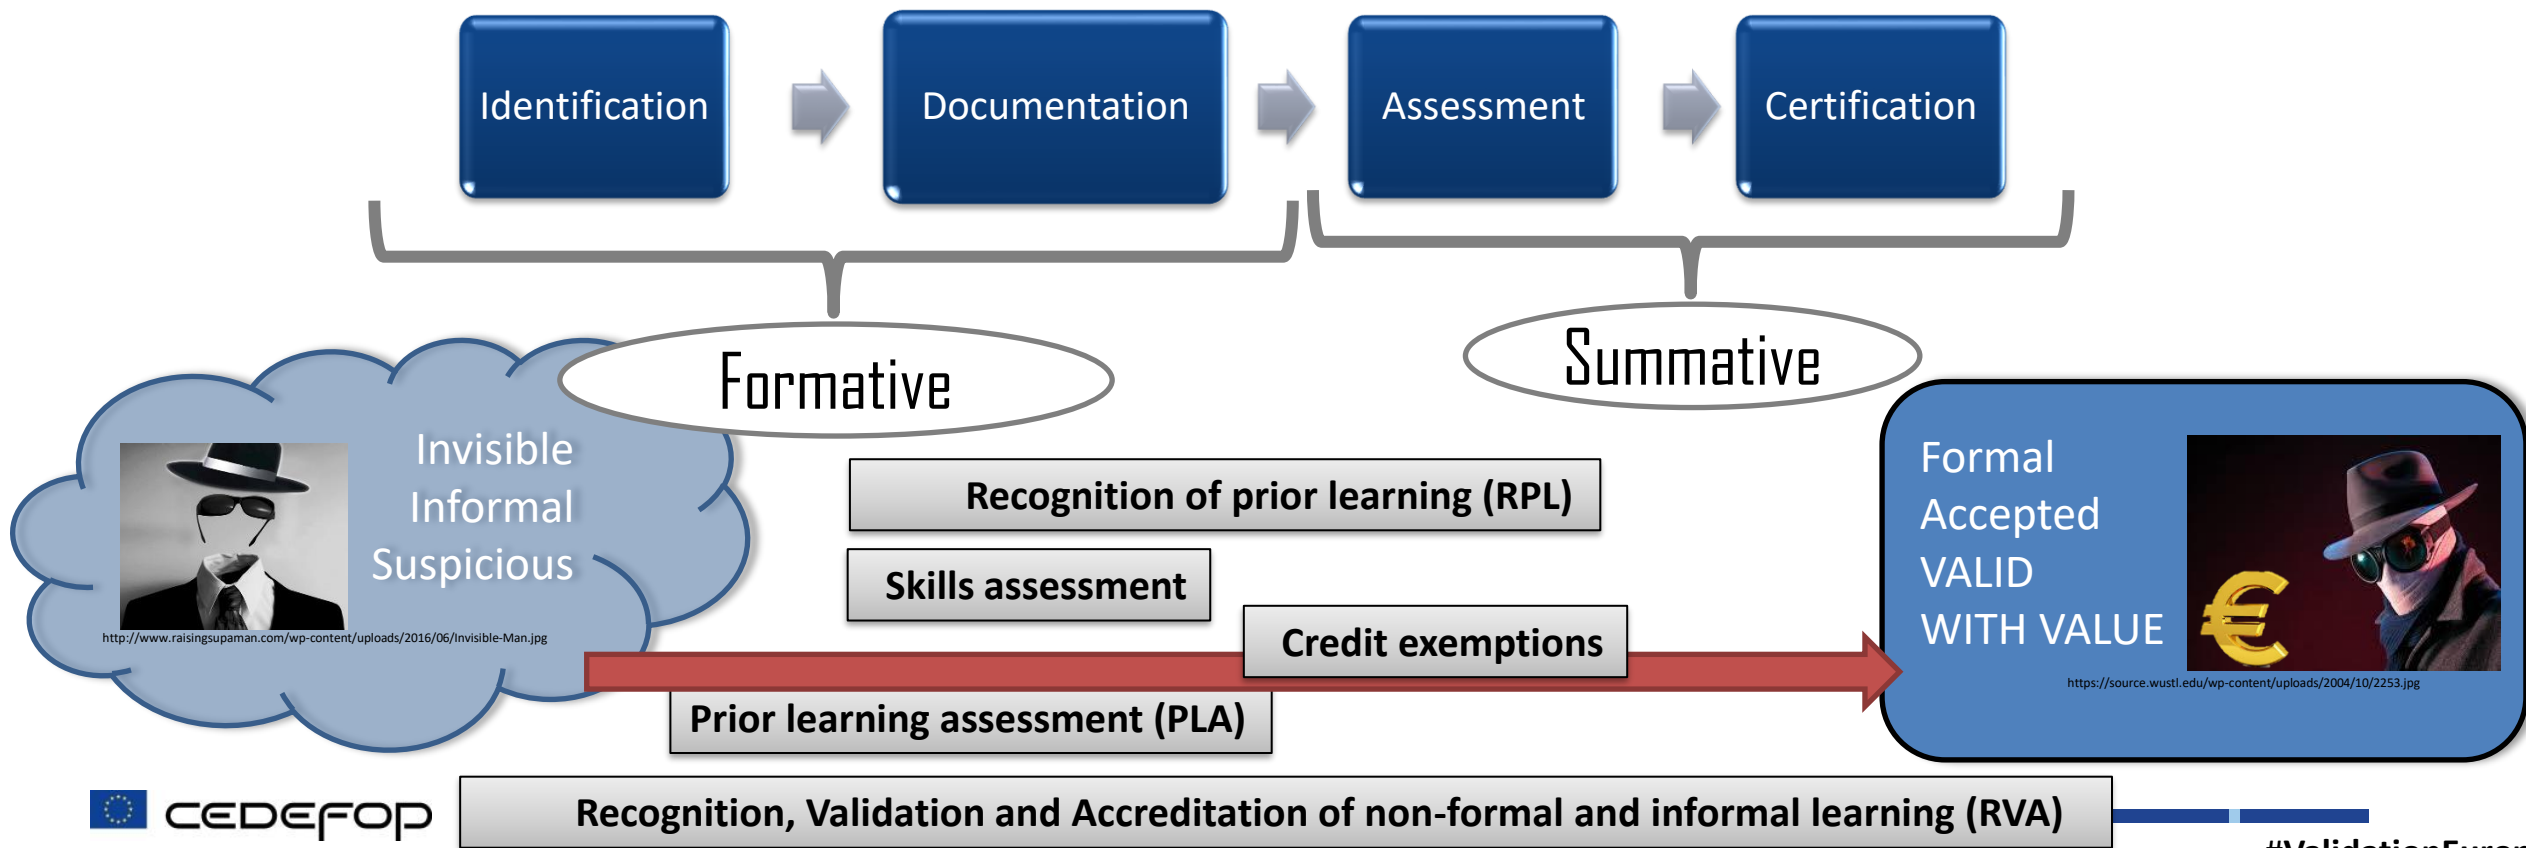 Identification
Documentation
Assessment
Certification
Formative
Summative
Invisible
Informal
Suspicious
http://www.raisingsupaman.com/wp-content/uploads/2016/06/Invisible-Man.jpg
Recognition of prior learning (RPL)
Skills assessment
Credit exemptions
Prior learning assessment (PLA)
Formal
Accepted
VALID
WITH VALUE
€
https://source.wustl.edu/wp-content/uploads/2004/10/2253.jpg
CEDEFOP
Recognition, Validation and Accreditation of non-formal and informal learning (RVA)